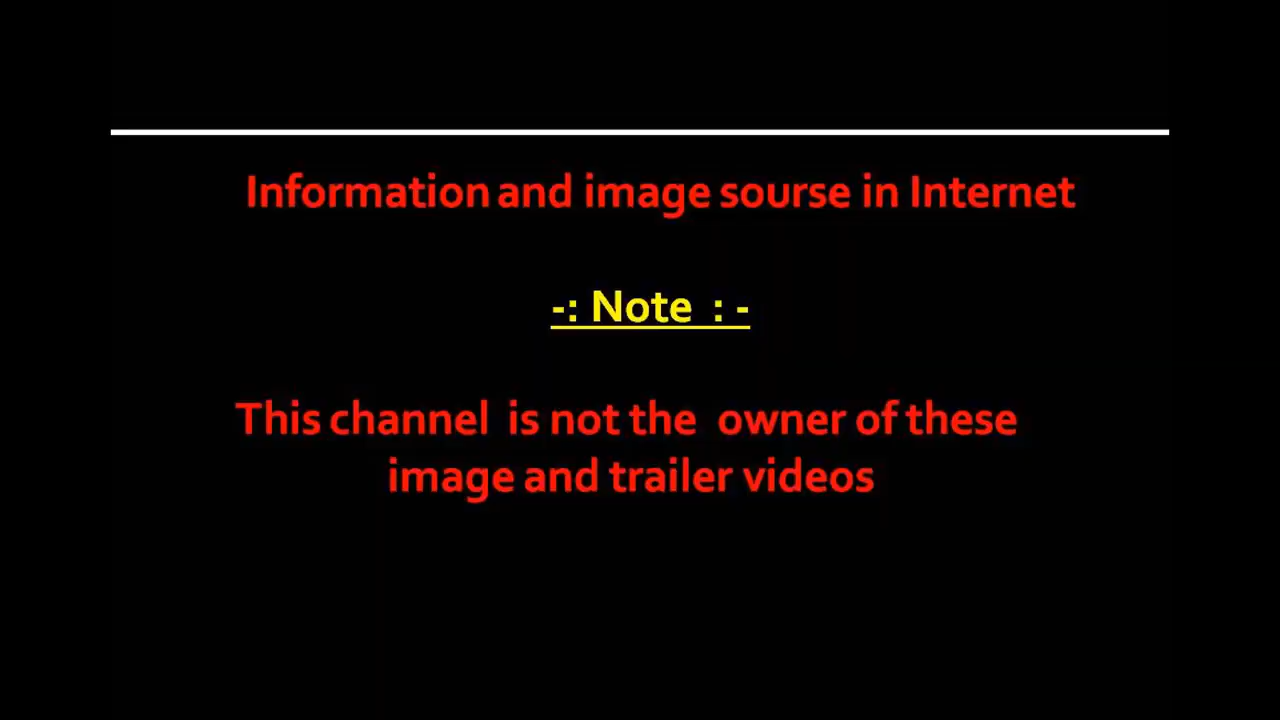 Information and image sourse in Internet
-: Note  : -
This channel  is not the  owner of these
image and trailer videos